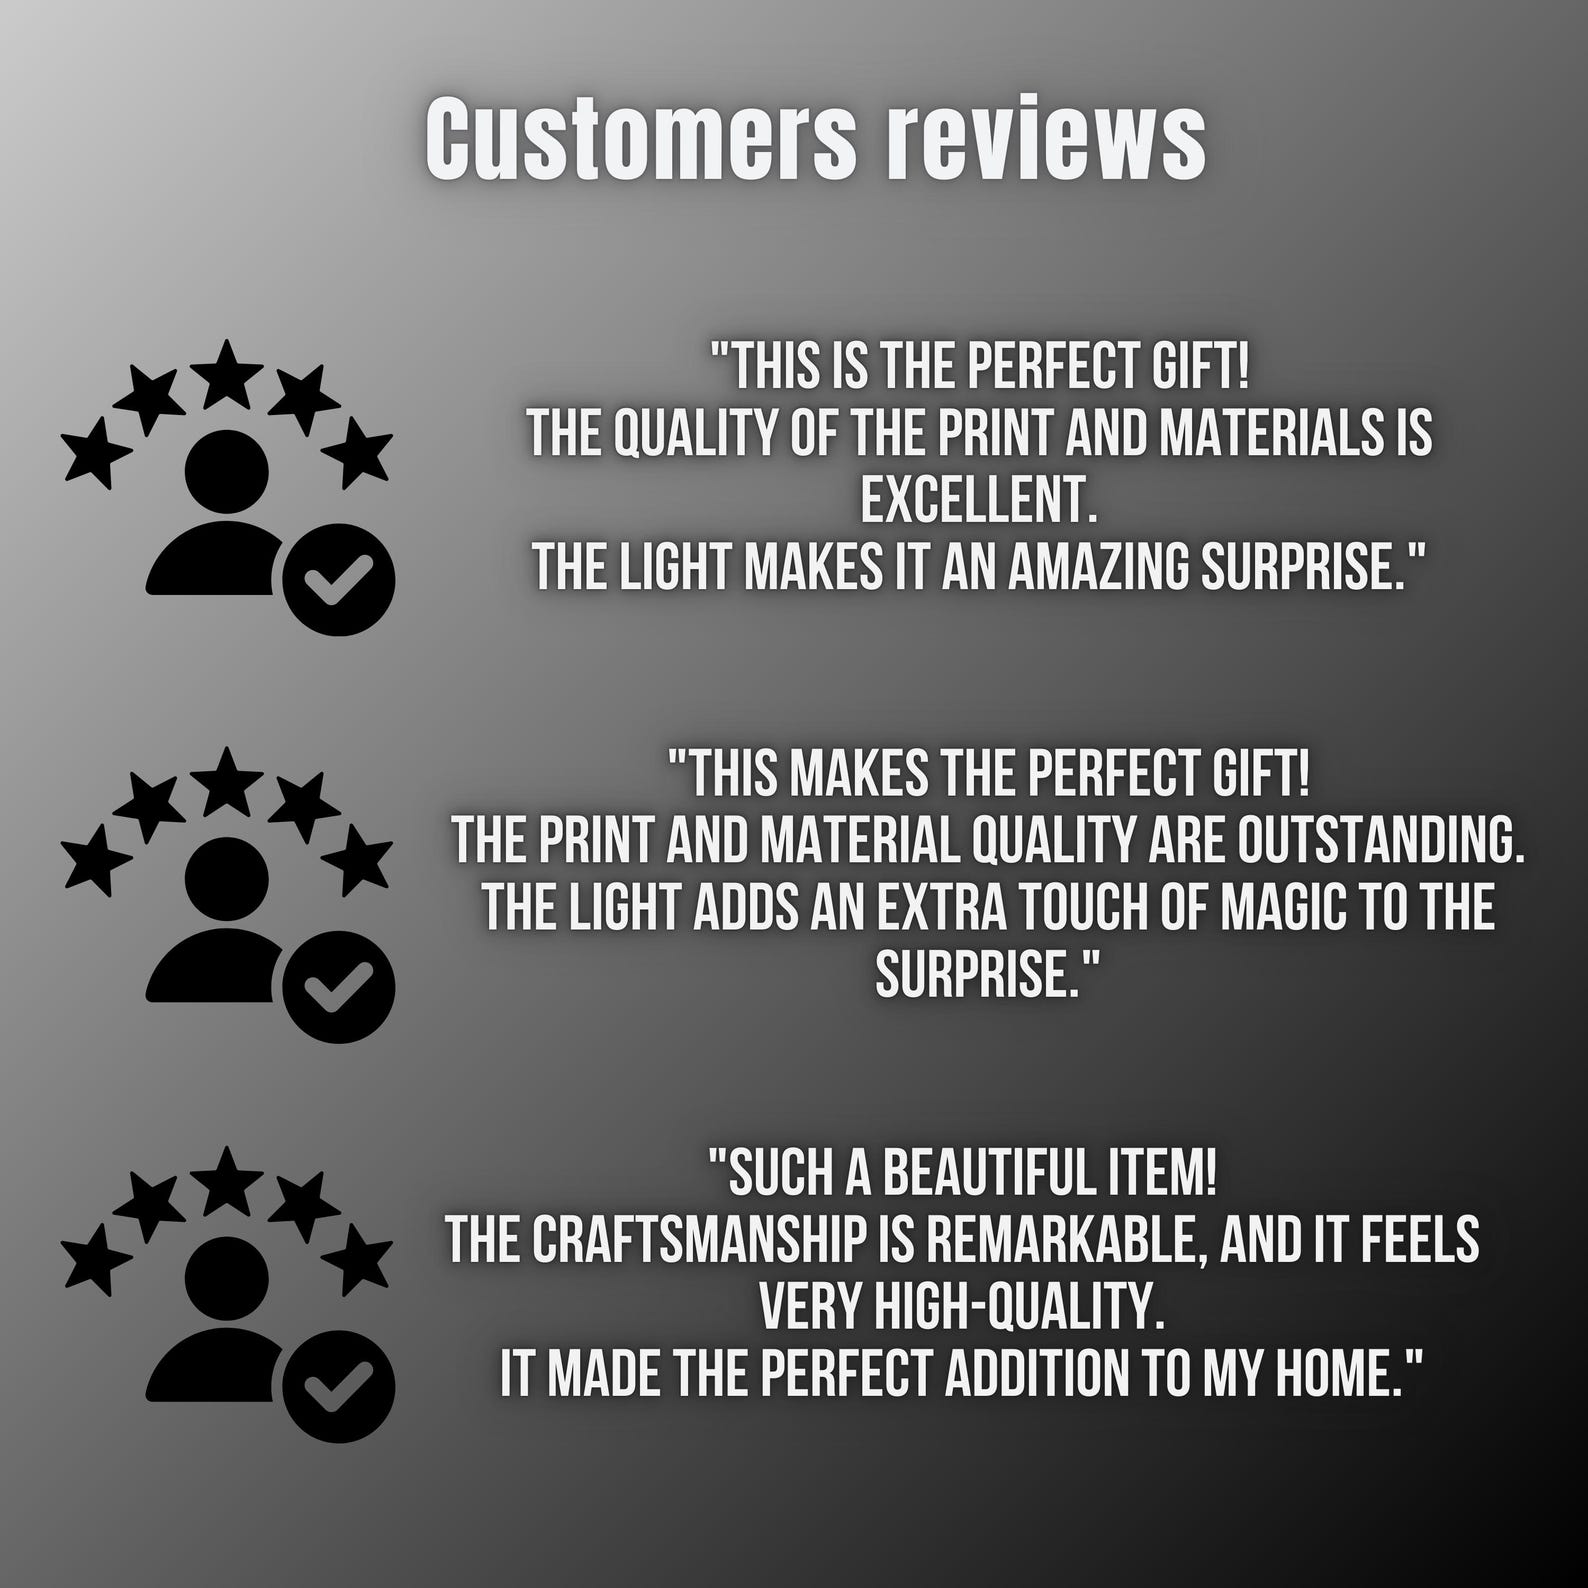 Customers reviews
"THIS IS THE PERFECT GIFT!
THE QUALITY OF THE PRINT AND MATERIALS IS
EXCELLENT.
THE LIGHT MAKES IT AN AMAZING SURPRISE."
"THIS MAKES THE PERFECT GIFT!
THE PRINT AND MATERIAL QUALITY ARE OUTSTANDING.
THE LIGHT ADDS AN EXTRA TOUCH OF MAGIC TO THE
SURPRISE."
"SUCH A BEAUTIFUL ITEM!
THE CRAFTSMANSHIP IS REMARKABLE, AND IT FEELS
VERY HIGH-QUALITY.
IT MADE THE PERFECT ADDITION TO MY HOME."